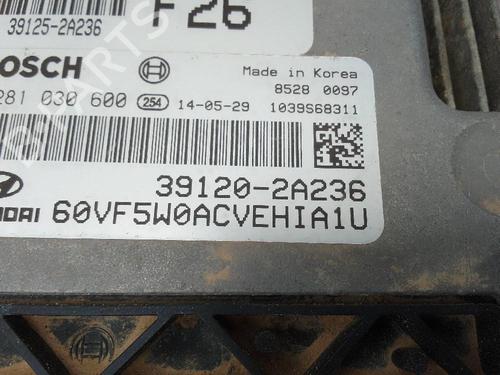 39125-2A236
F26
OSCH
Made in Korea
281 030 600 254 14-05-29
8528 0097
1039S68311
39120-2A236
60VF5W0ACVEHIA1U